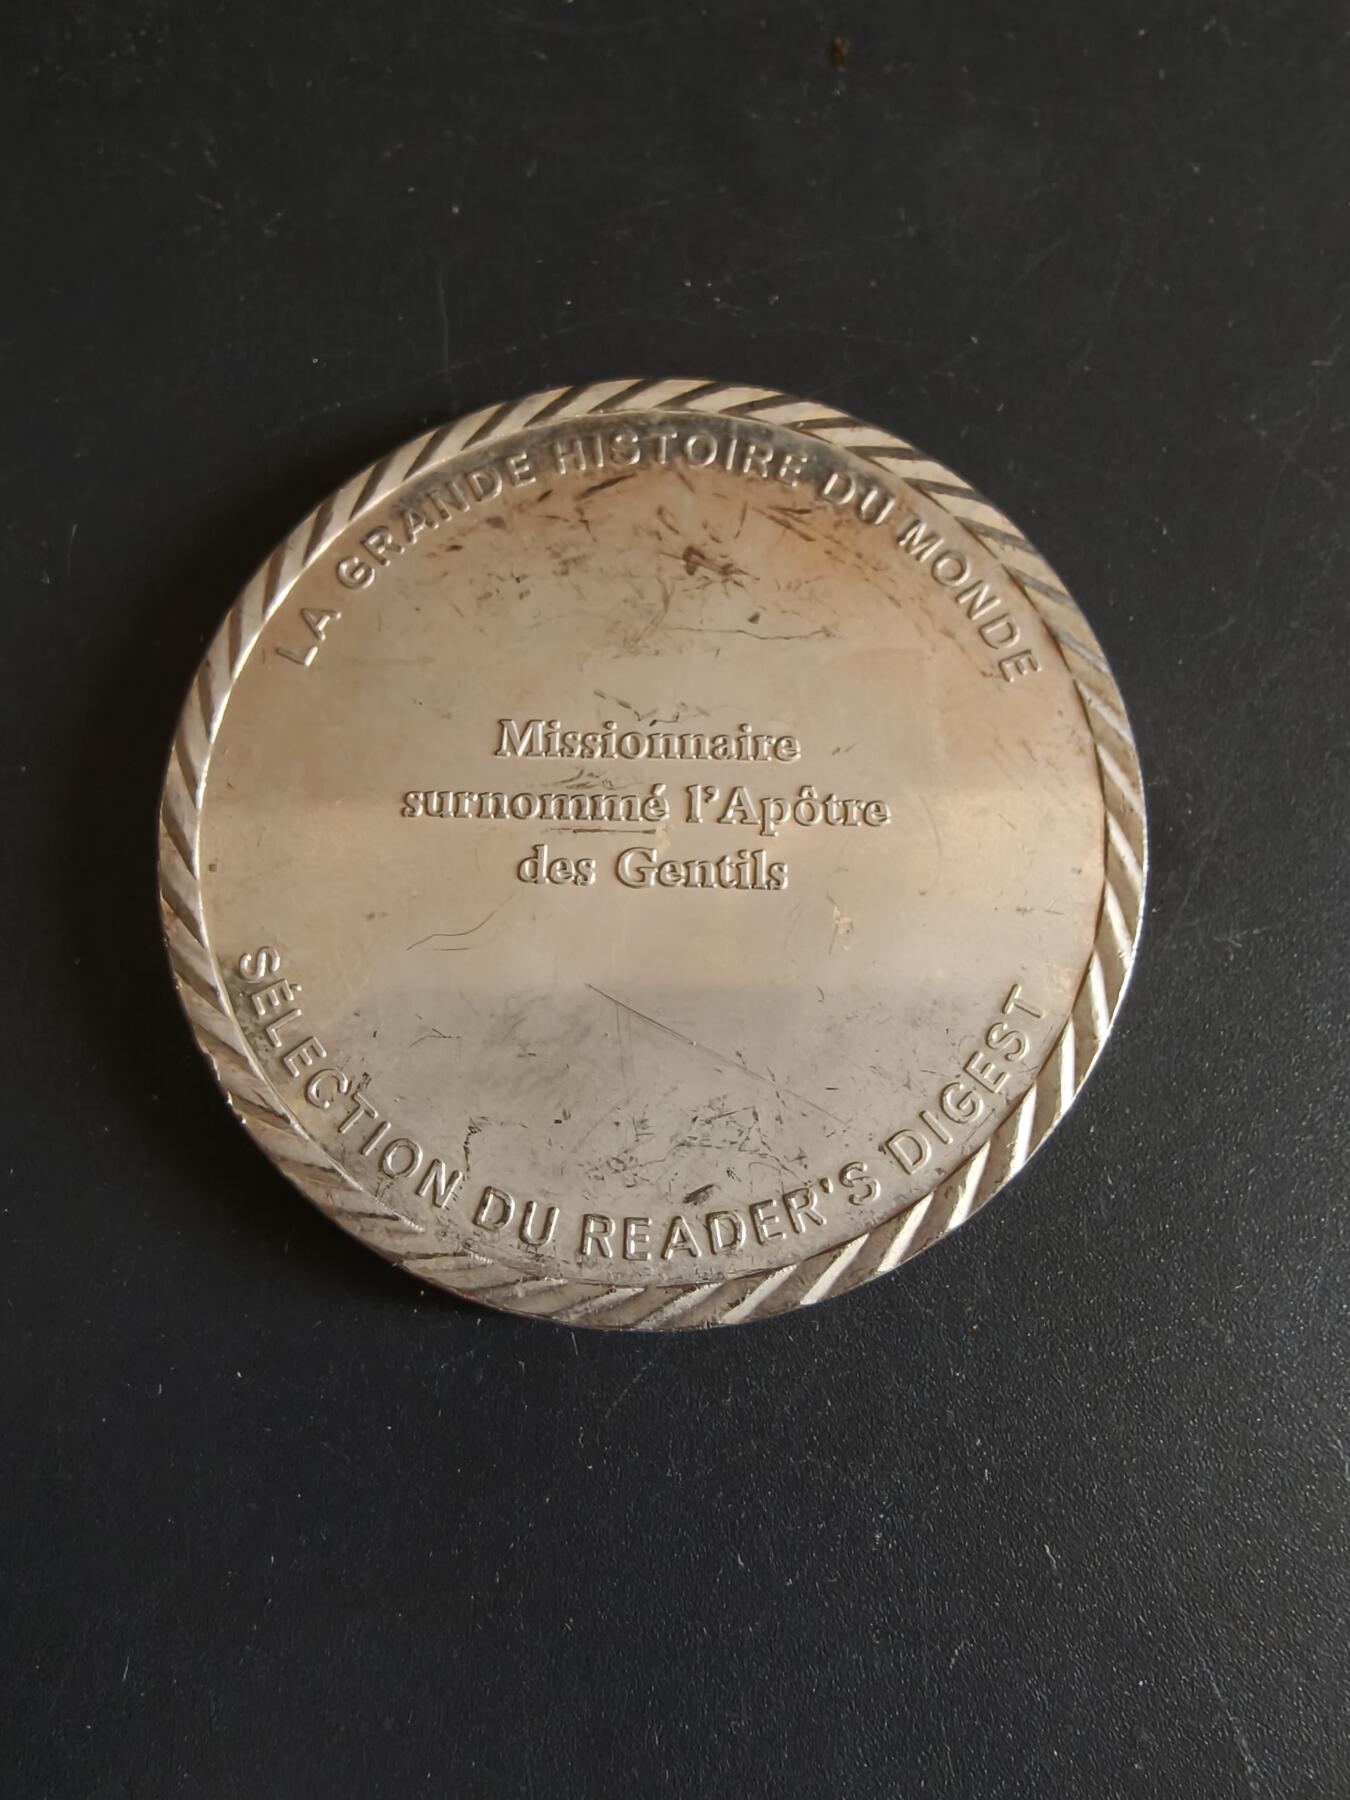 LA GRANDE HISTOIRE DU MONDE
Missionnaire
surnommé l'Apôtre
des Gentils
SÉLECTION DU READER'S DIGEST